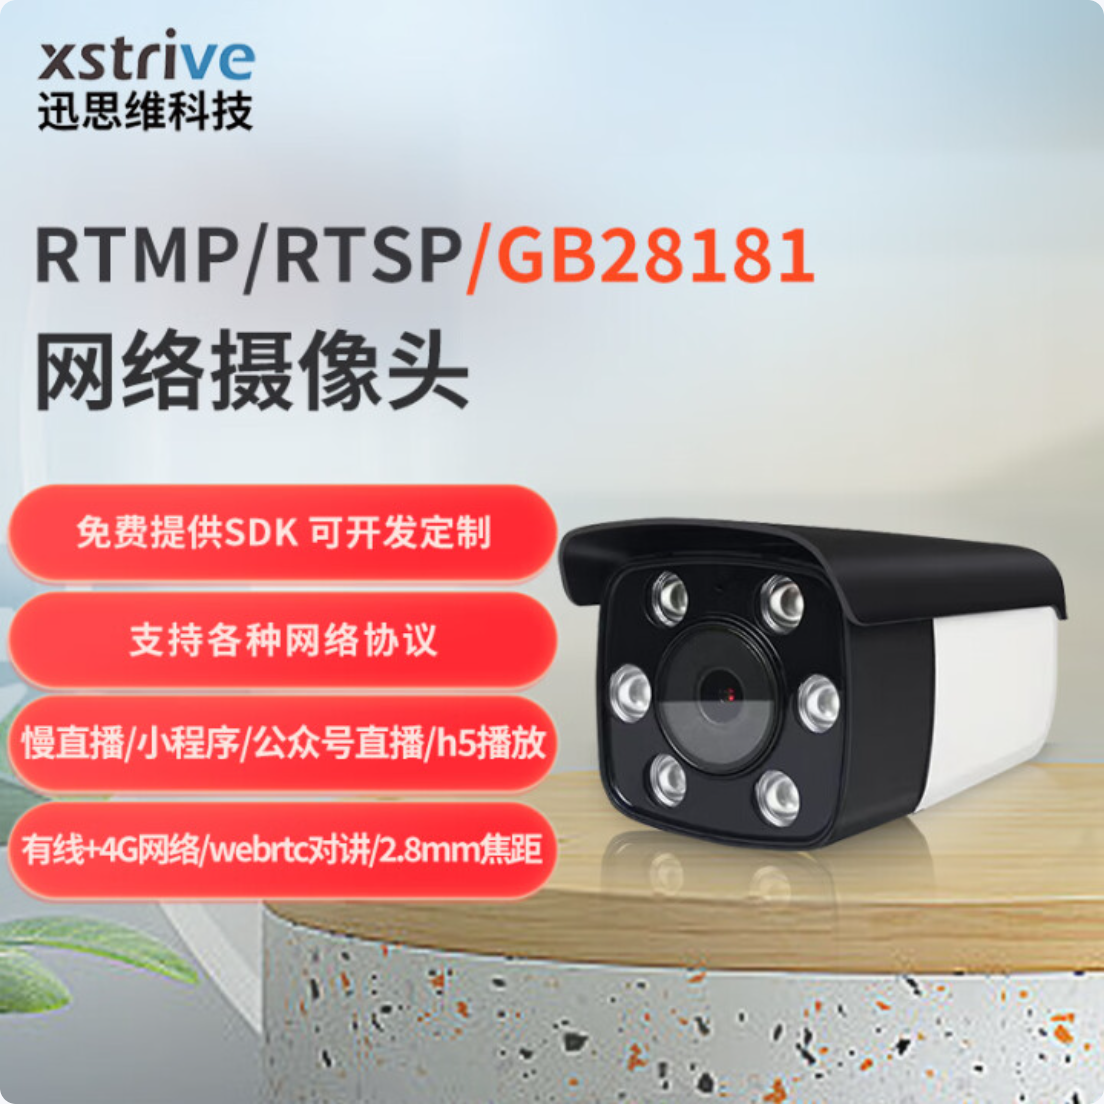 xstrive
迅思维科技
RTMP/RTSP/GB28181
网络摄像头
免费提供SDK 可开发定制
支持各种网络协议
慢直播/小程序/公众号直播/h5播放
有线+4G网络/webrtc对讲/2.8mm焦距